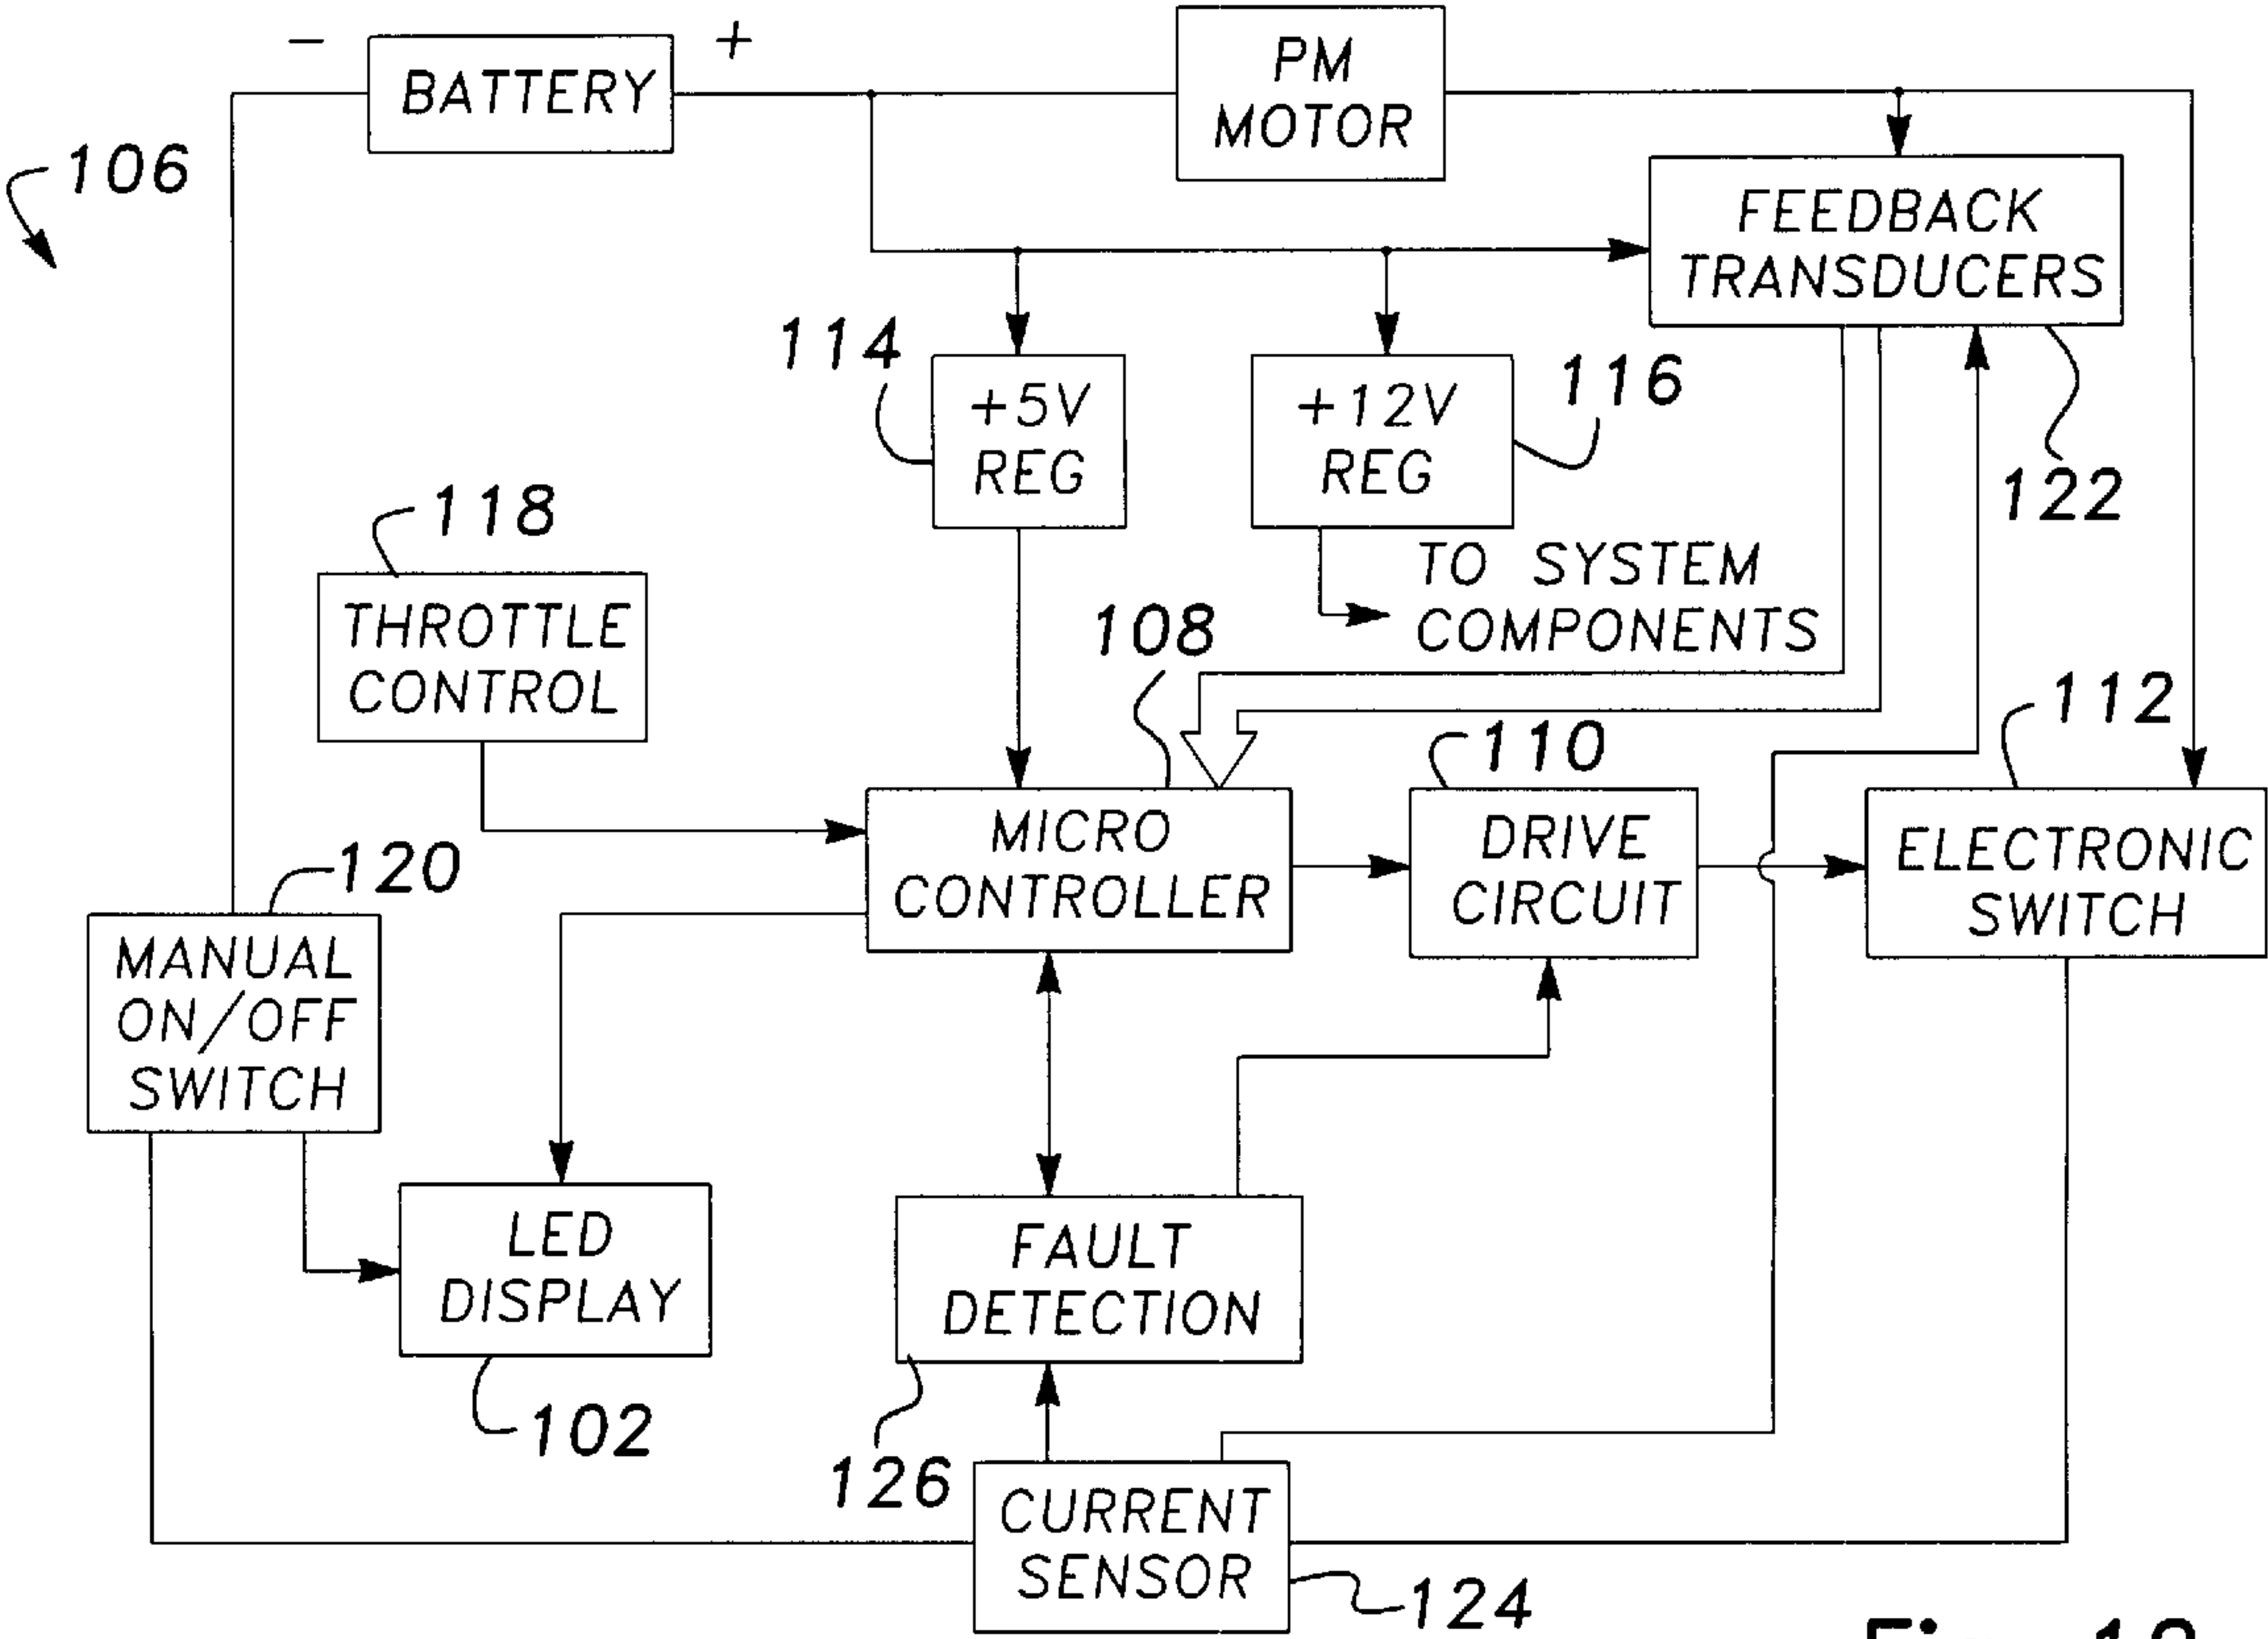 -
BATTERY
+
PM
MOTOR
106
FEEDBACK
TRANSDUCERS
114
+5V
REG
+12V
REG
116
122
118
THROTTLE
CONTROL
TO SYSTEM
COMPONENTS
108
110
112
MICRO
CONTROLLER
DRIVE
CIRCUIT
ELECTRONIC
SWITCH
120
MANUAL
ON/OFF
SWITCH
LED
DISPLAY
102
FAULT
DETECTION
126
CURRENT
SENSOR
124